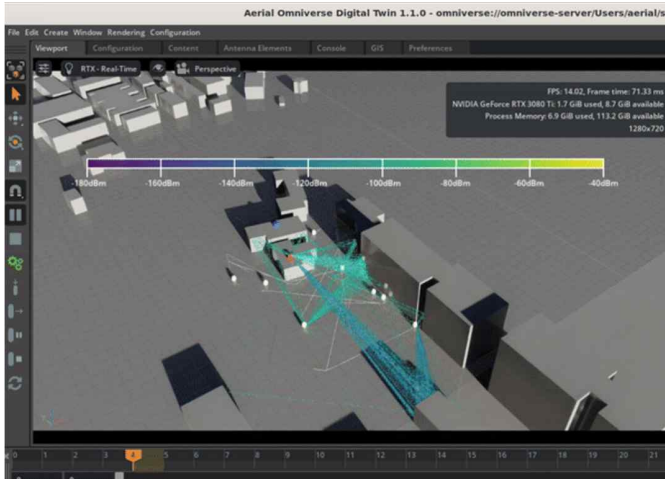 Aerial Omniverse Digital Twin 1.1.0 - omniverse://omniverse-server/Users/aerial/s
File Edit Create Window Rendering Configuration
Viewport Configuration Content Antenna Elements Console GIS Preferences
RTX - Real-Time Perspective
FPS: 14.02, Frame time: 71.33 ms
NVIDIA GeForce RTX 3080 Ti: 1.7 GiB used, 8.7 GiB available
Process Memory: 6.9 GiB used, 113.2 GiB available
1280x720
-180dBm -160dBm -140dBm -120dBm -100dBm -80dBm -60dBm -40dBm
0 1 2 3 4 5 6 7 8 9 10 11 12 13 14 15 16 17 18 19 20 21